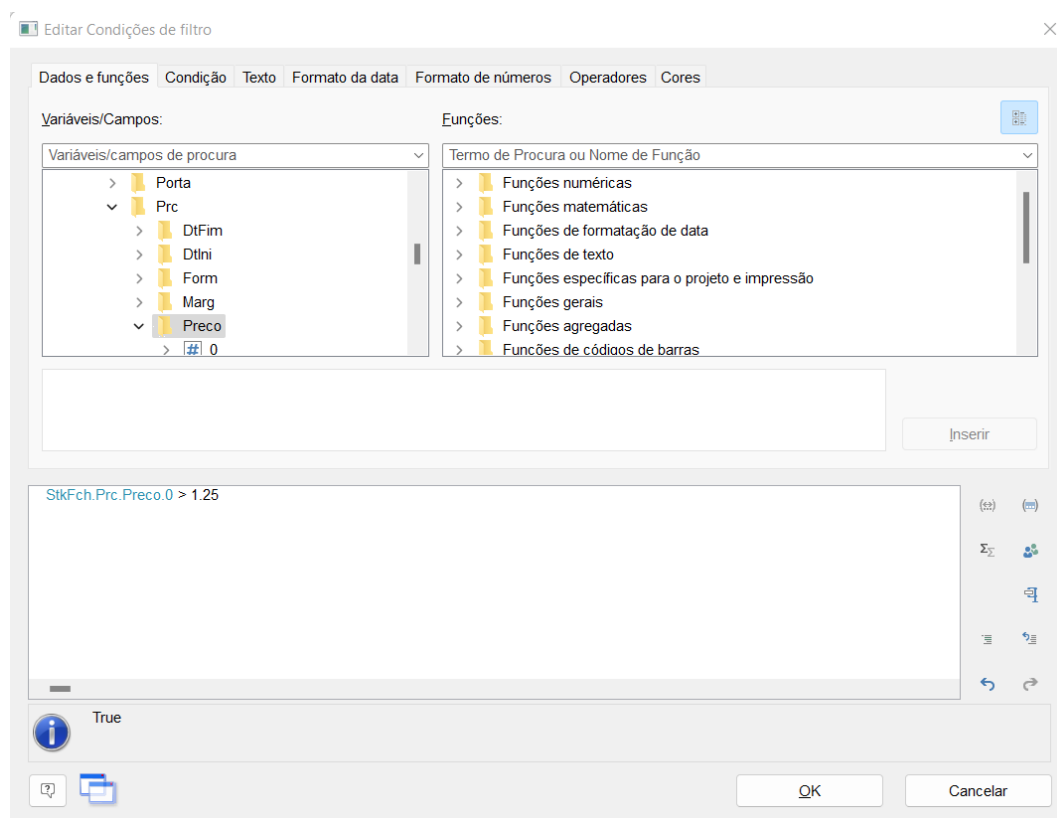 Editar Condições de filtro
Dados e funções Condição Texto Formato da data Formato de números Operadores Cores
Variáveis/Campos: Funções:
Variáveis/campos de procura Termo de Procura ou Nome de Função
Porta Funções numéricas
Prc Funções matemáticas
DtFim Funções de formatação de data
DtIni Funções de texto
Form Funções específicas para o projeto e impressão
Marg Funções gerais
Preco Funções agregadas
# 0 Funções de códigos de barras
Inserir
StkFch.Prc.Preco.0 > 1.25
True
OK Cancelar